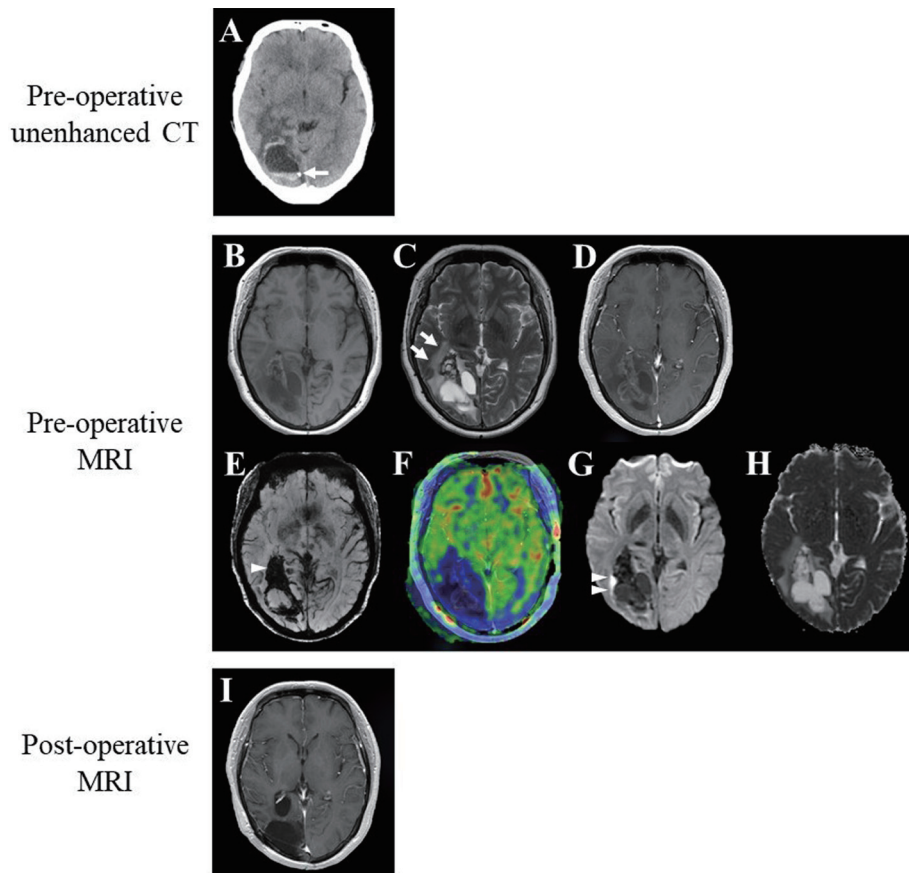 Pre-operative
unenhanced CT
A
Pre-operative
MRI
B
C
D
E
F
G
H
Post-operative
MRI
I